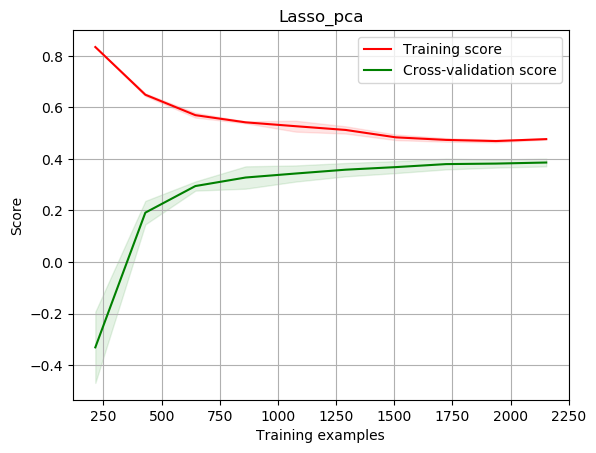 Lasso_pca
Training score
Cross-validation score
0.8
0.6
0.4
0.2
0.0
−0.2
−0.4
Score
250 500 750 1000 1250 1500 1750 2000 2250
Training examples